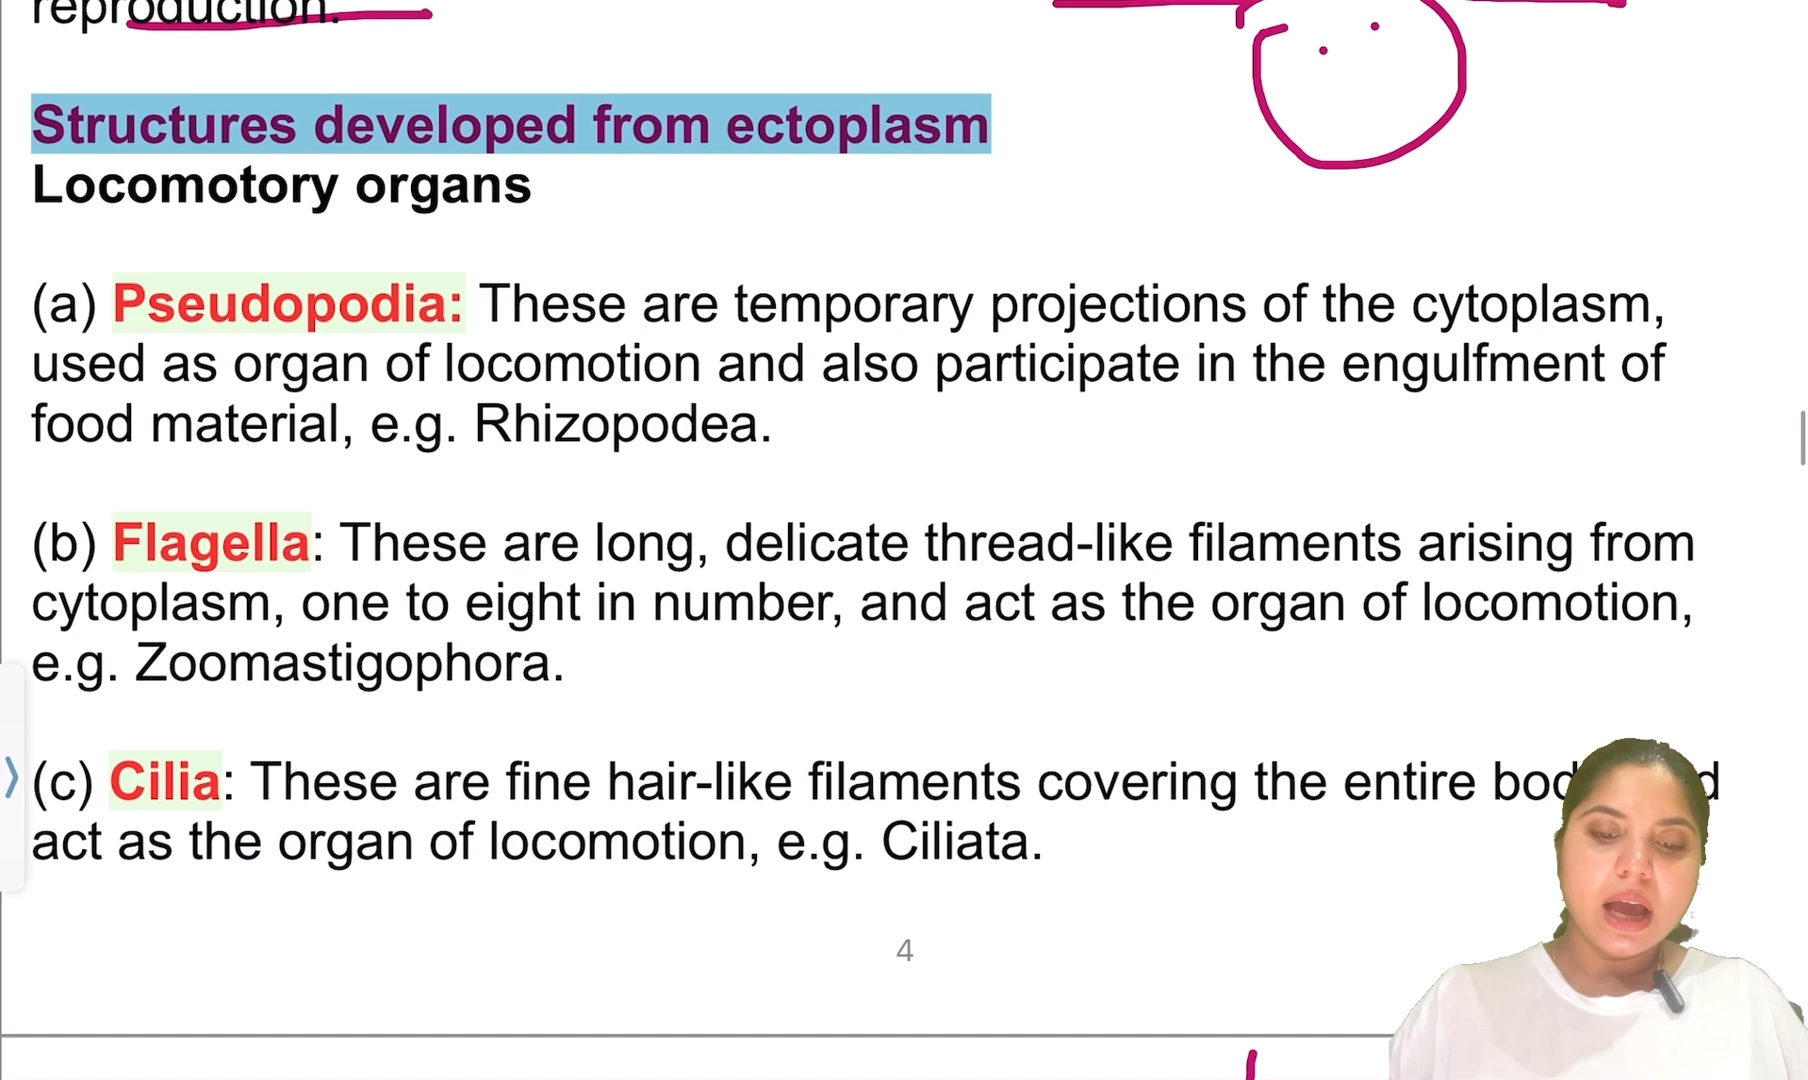 reproduction.
Structures developed from ectoplasm
Locomotory organs
(a) Pseudopodia: These are temporary projections of the cytoplasm,
used as organ of locomotion and also participate in the engulfment of
food material, e.g. Rhizopodea.
(b) Flagella: These are long, delicate thread-like filaments arising from
cytoplasm, one to eight in number, and act as the organ of locomotion,
e.g. Zoomastigophora.
(c) Cilia: These are fine hair-like filaments covering the entire
act as the organ of locomotion, e.g. Ciliata.
4